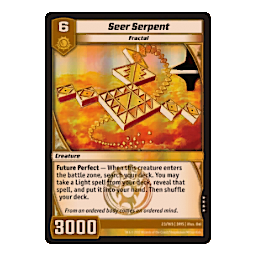 6
Seer Serpent
Fractal
Creature
Future Perfect — When this creature enters
the battle zone, search your deck. You may
take a Light spell from your deck, reveal that
spell, and put it into your hand. Then shuffle
your deck.
From an ordered body comes an ordered mind.
3000